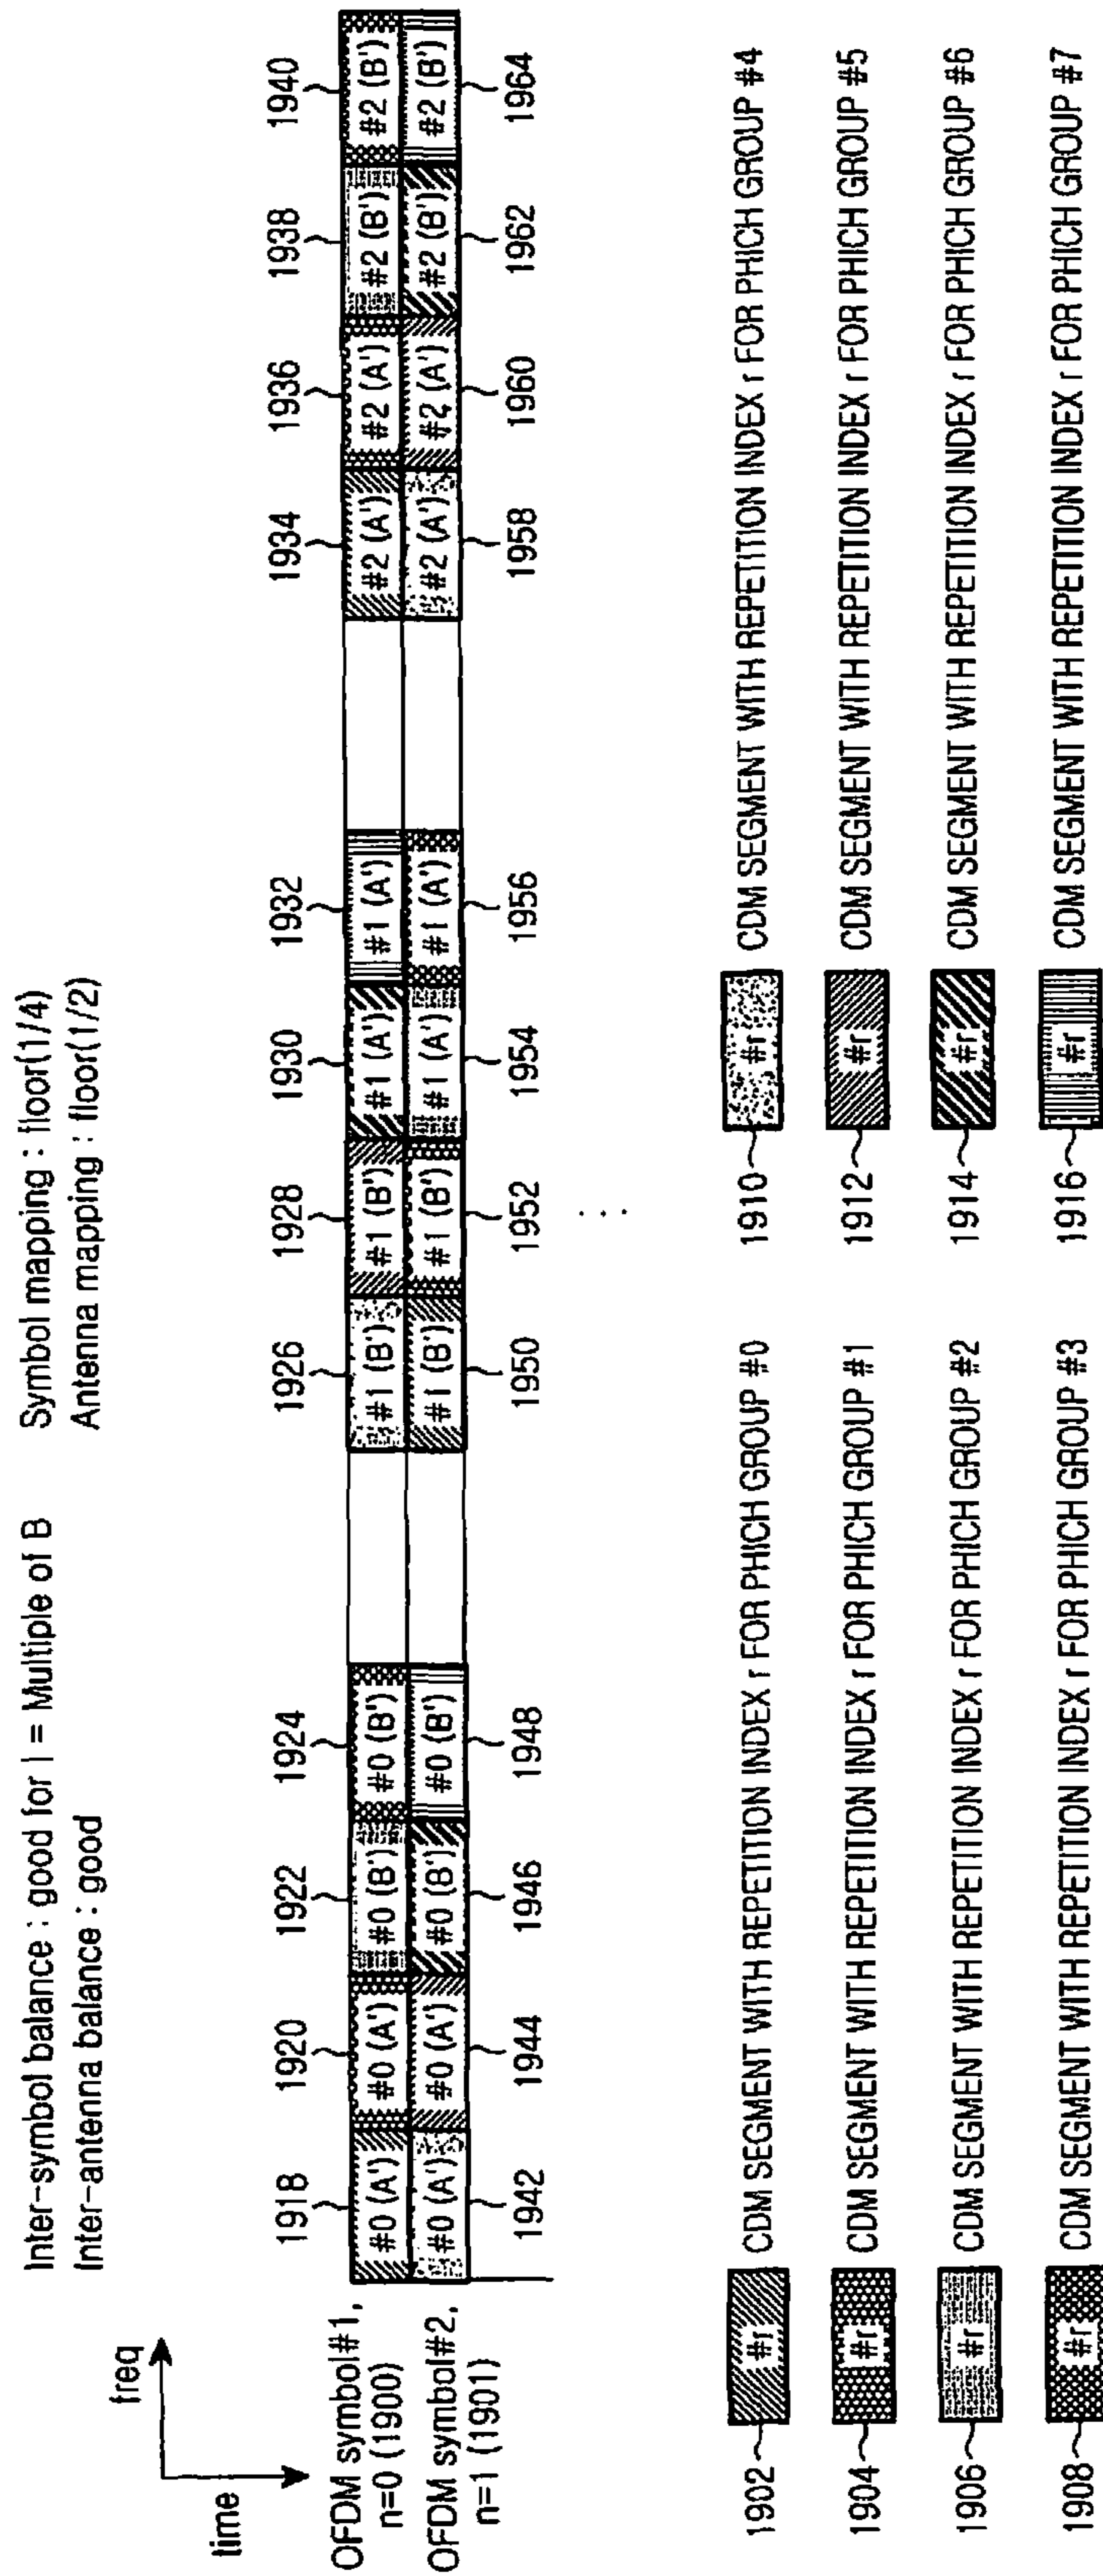 Inter-symbol balance : good for I = Multiple of B
Inter-antenna balance : good
Symbol mapping : floor(1/4)
Antenna mapping : floor(1/2)
freq
time
1918 1920 1922 1924 1926 1928 1930 1932 1934 1936 1938 1940
OFDM symbol#1,
n=0 (1900)
#0 (A') #0 (A') #0 (B') #0 (B') #1 (B') #1 (B') #1 (A') #1 (A') #2 (A') #2 (A') #2 (B') #2 (B')
OFDM symbol#2,
n=1 (1901)
#0 (A') #0 (A') #0 (B') #0 (B') #1 (B') #1 (B') #1 (A') #1 (A') #2 (A') #2 (A') #2 (B') #2 (B')
1942 1944 1946 1948 1950 1952 1954 1956 1958 1960 1962 1964
. . .
1902 #r CDM SEGMENT WITH REPETITION INDEX r FOR PHICH GROUP #0
1904 #r CDM SEGMENT WITH REPETITION INDEX r FOR PHICH GROUP #1
1906 #r CDM SEGMENT WITH REPETITION INDEX r FOR PHICH GROUP #2
1908 #r CDM SEGMENT WITH REPETITION INDEX r FOR PHICH GROUP #3
1910 #r CDM SEGMENT WITH REPETITION INDEX r FOR PHICH GROUP #4
1912 #r CDM SEGMENT WITH REPETITION INDEX r FOR PHICH GROUP #5
1914 #r CDM SEGMENT WITH REPETITION INDEX r FOR PHICH GROUP #6
1916 #r CDM SEGMENT WITH REPETITION INDEX r FOR PHICH GROUP #7